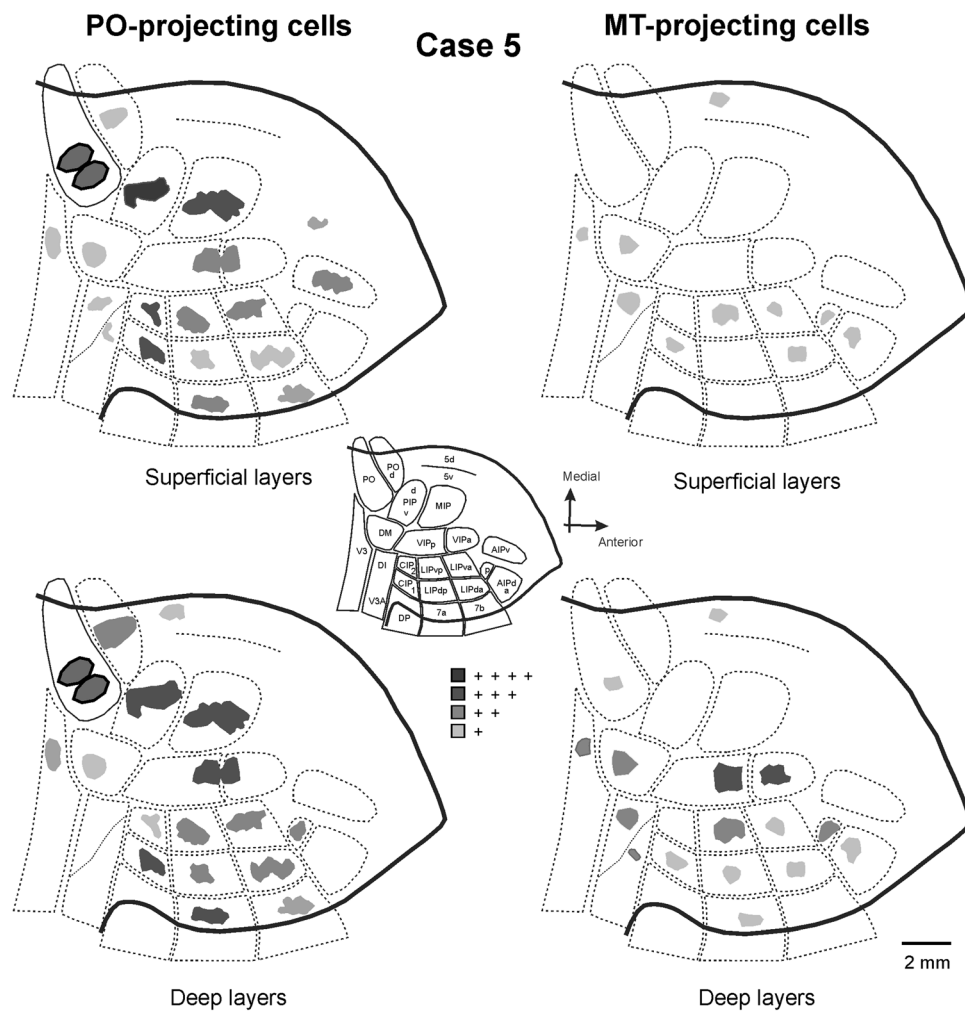 PO-projecting cells
Case 5
MT-projecting cells
Superficial layers
Superficial layers
PO
PO
d
5d
5v
d
PIP
v
MIP
DM
VIPp
VIPa
AIPv
V3
DI
CIP
2
LIPvp
LIPva
p
AIPd
a
CIP
1
LIPdp
LIPda
V3A
DP
7a
7b
Medial
Anterior
+ + + +
+ + +
+ +
+
2 mm
Deep layers
Deep layers